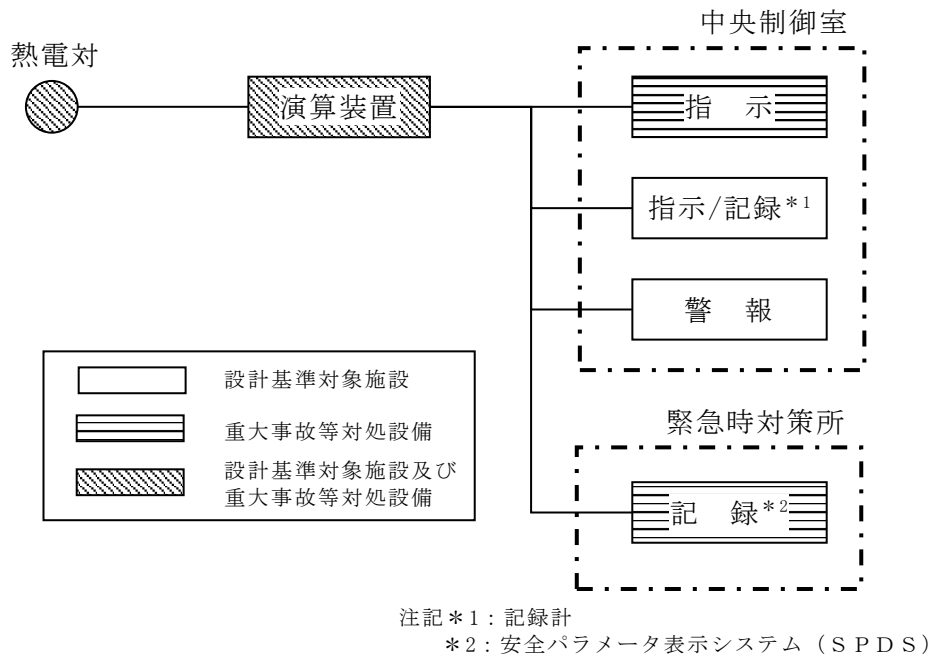 中央制御室
熱電対
演算装置
指　示
指示/記録*1
警　報
設計基準対象施設
重大事故等対処設備
設計基準対象施設及び
重大事故等対処設備
緊急時対策所
記　録*2
注記*1：記録計
*2：安全パラメータ表示システム（ＳＰＤＳ）